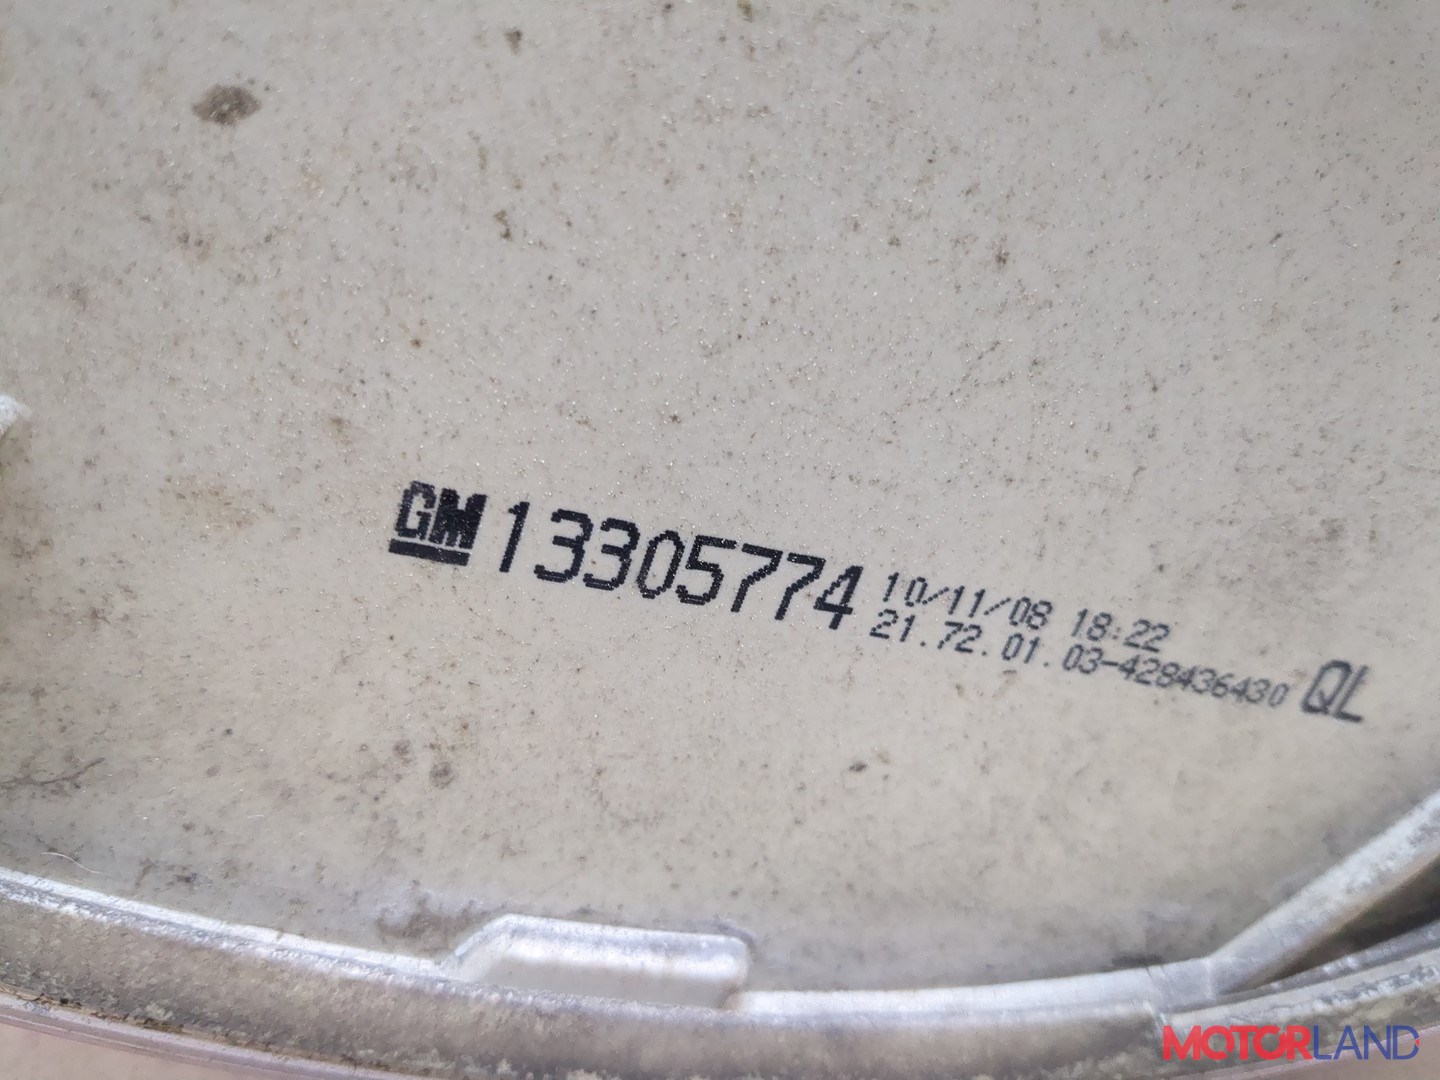 GM 13305774
10/11/08 18:22
21.72.01.03-428436430 QL
MOTORLAND